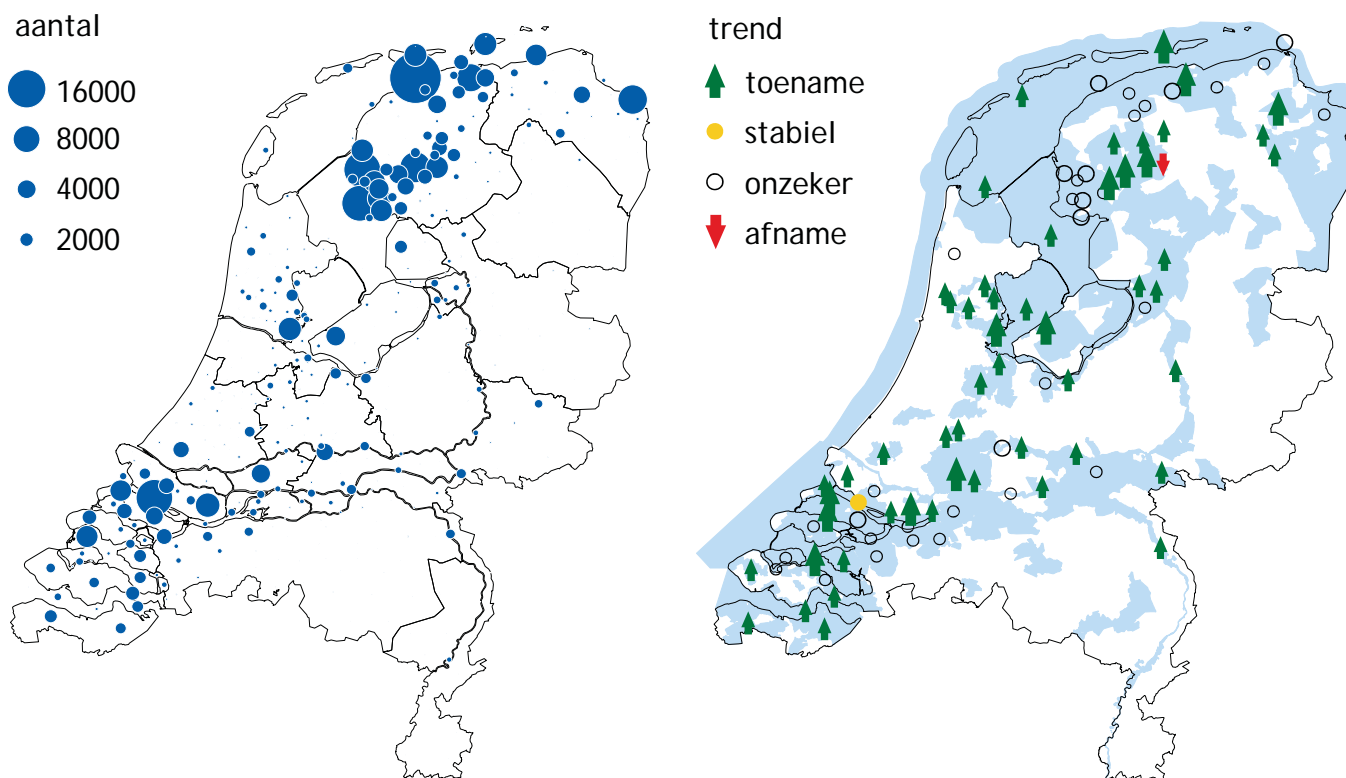 aantal
16000
8000
4000
2000
trend
toename
stabiel
onzeker
afname